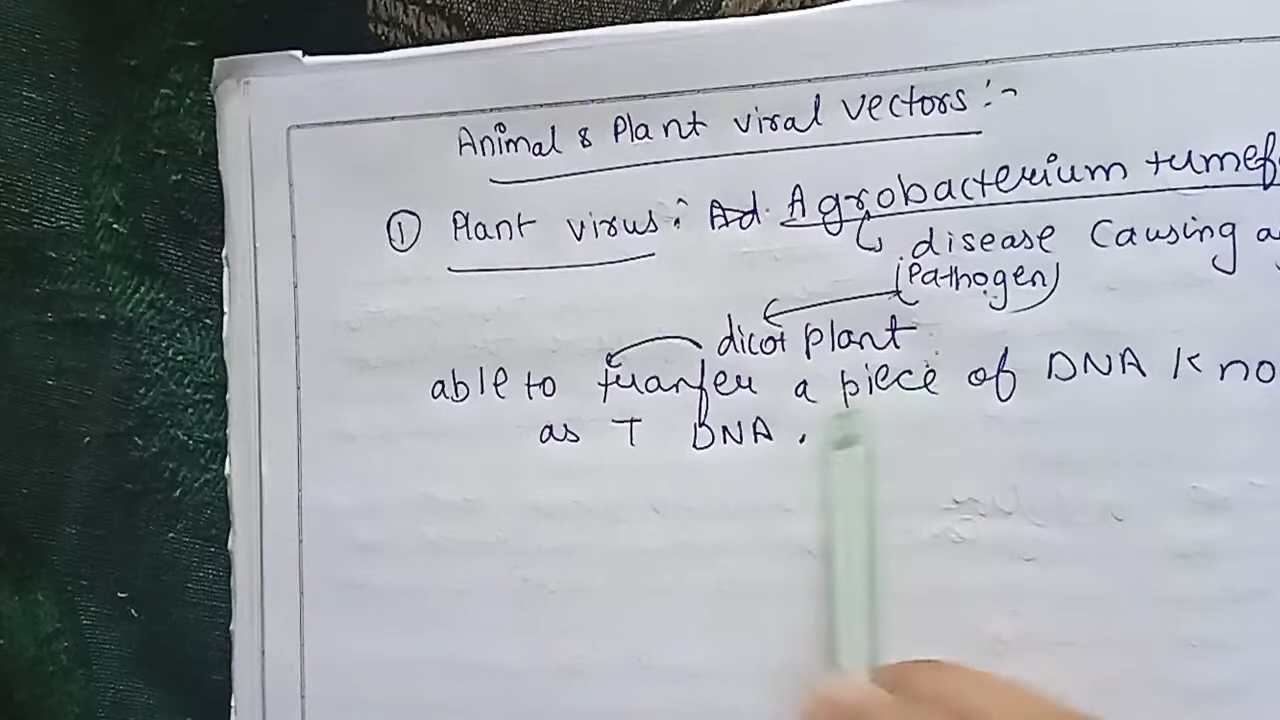 Animal & Plant viral vectors :-
① Plant virus : Ad. Agrobacterium tumef
↳ disease causing a
(Pathogen)
dicot plant
able to tranfer a piece of DNA kno
as T DNA.